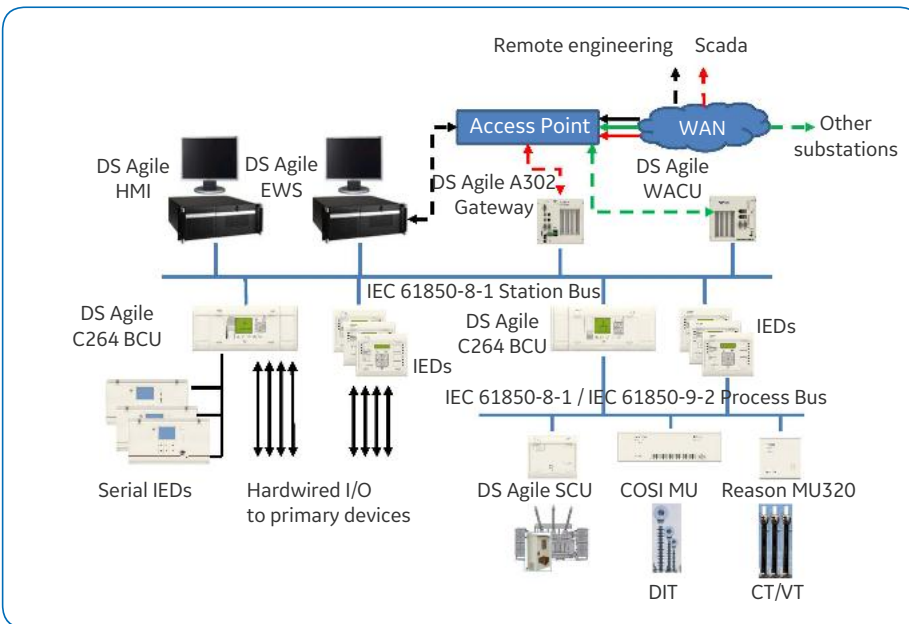 Remote engineering
Scada
Access Point
WAN
Other
substations
DS Agile
HMI
DS Agile
EWS
DS Agile A302
Gateway
DS Agile
WACU
IEC 61850-8-1 Station Bus
DS Agile
C264 BCU
IEDs
DS Agile
C264 BCU
IEDs
IEC 61850-8-1 / IEC 61850-9-2 Process Bus
Serial IEDs
Hardwired I/O
to primary devices
DS Agile SCU
COSI MU
Reason MU320
DIT
CT/VT